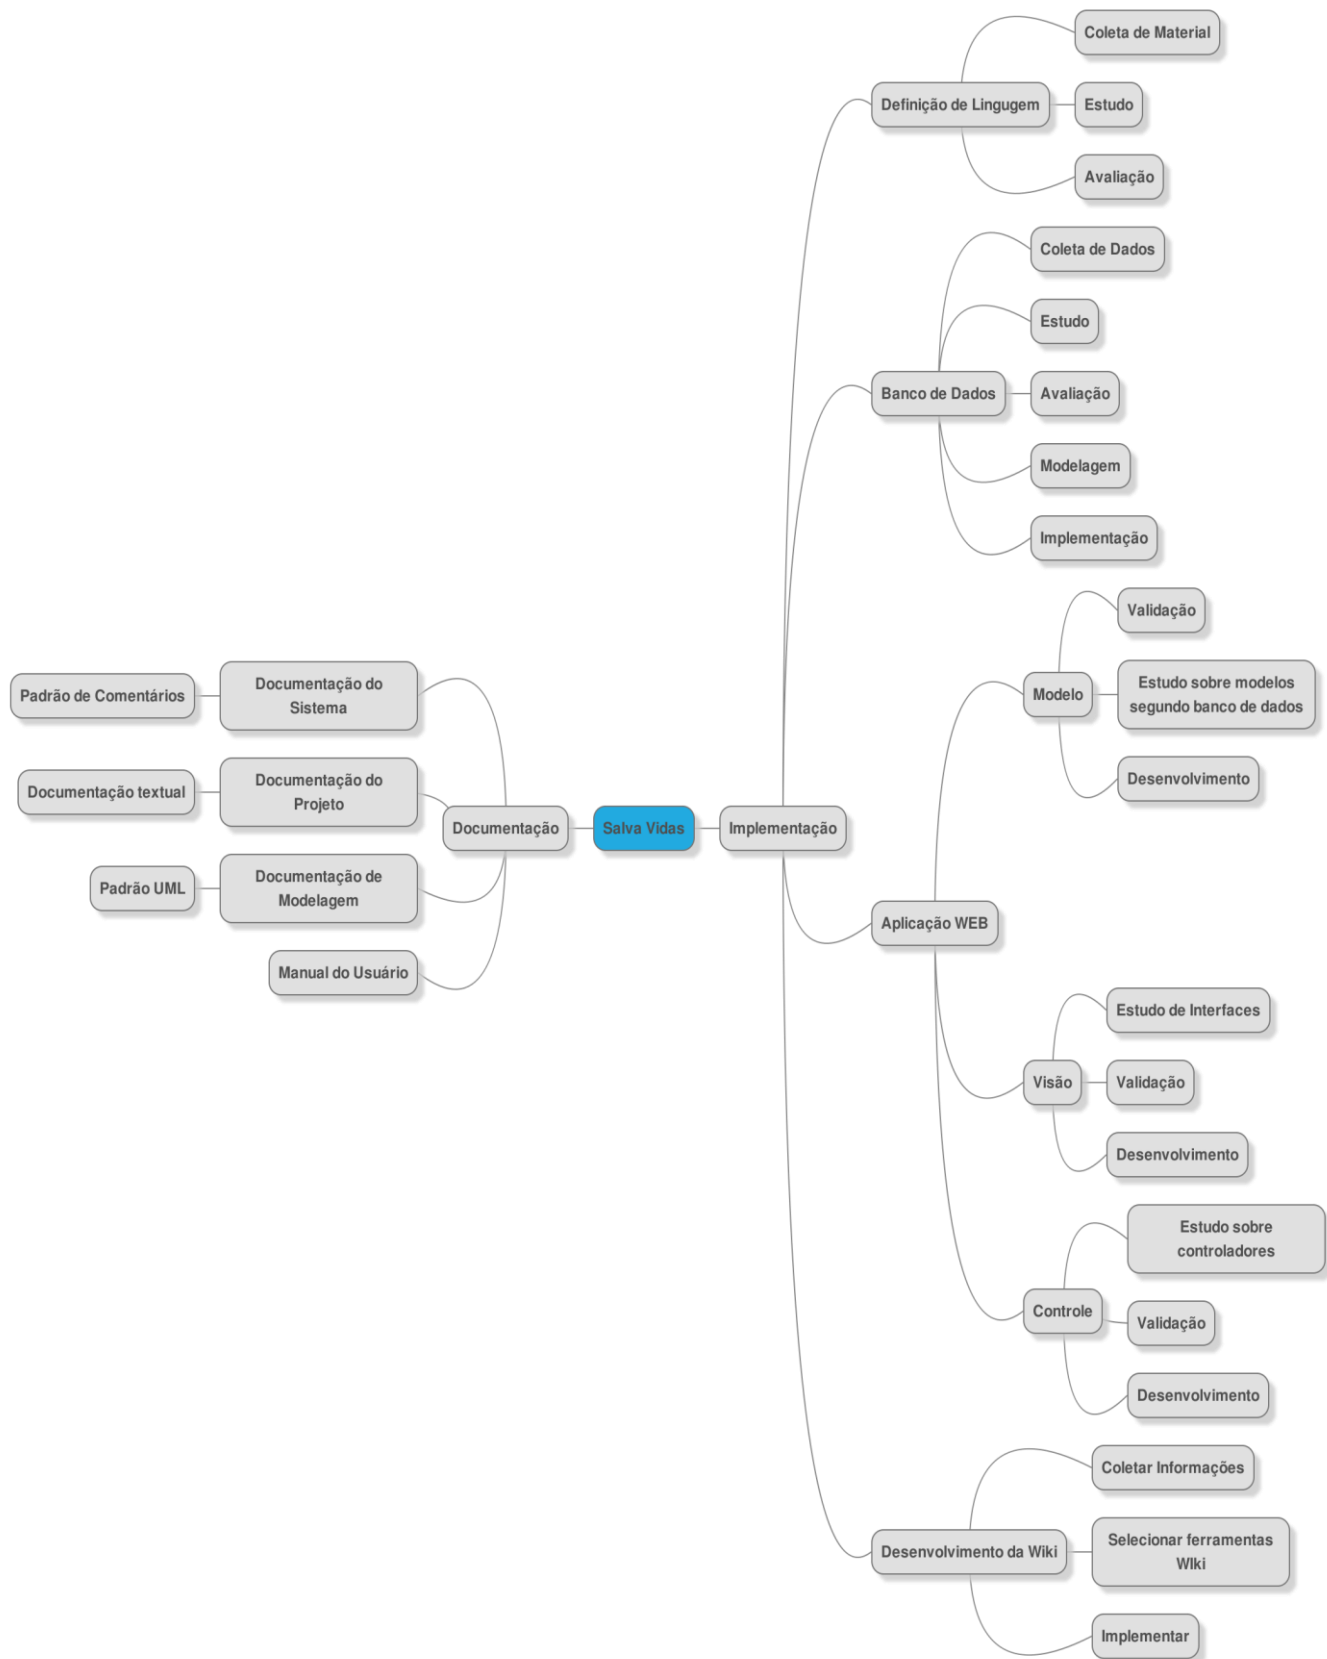 Coleta de Material
Definição de Lingugem
Estudo
Avaliação
Coleta de Dados
Estudo
Banco de Dados
Avaliação
Modelagem
Implementação
Validação
Modelo
Estudo sobre modelos
segundo banco de dados
Desenvolvimento
Padrão de Comentários
Documentação do
Sistema
Documentação textual
Documentação do
Projeto
Documentação
Salva Vidas
Implementação
Padrão UML
Documentação de
Modelagem
Manual do Usuário
Aplicação WEB
Estudo de Interfaces
Visão
Validação
Desenvolvimento
Estudo sobre
controladores
Controle
Validação
Desenvolvimento
Coletar Informações
Desenvolvimento da Wiki
Selecionar ferramentas
WIki
Implementar